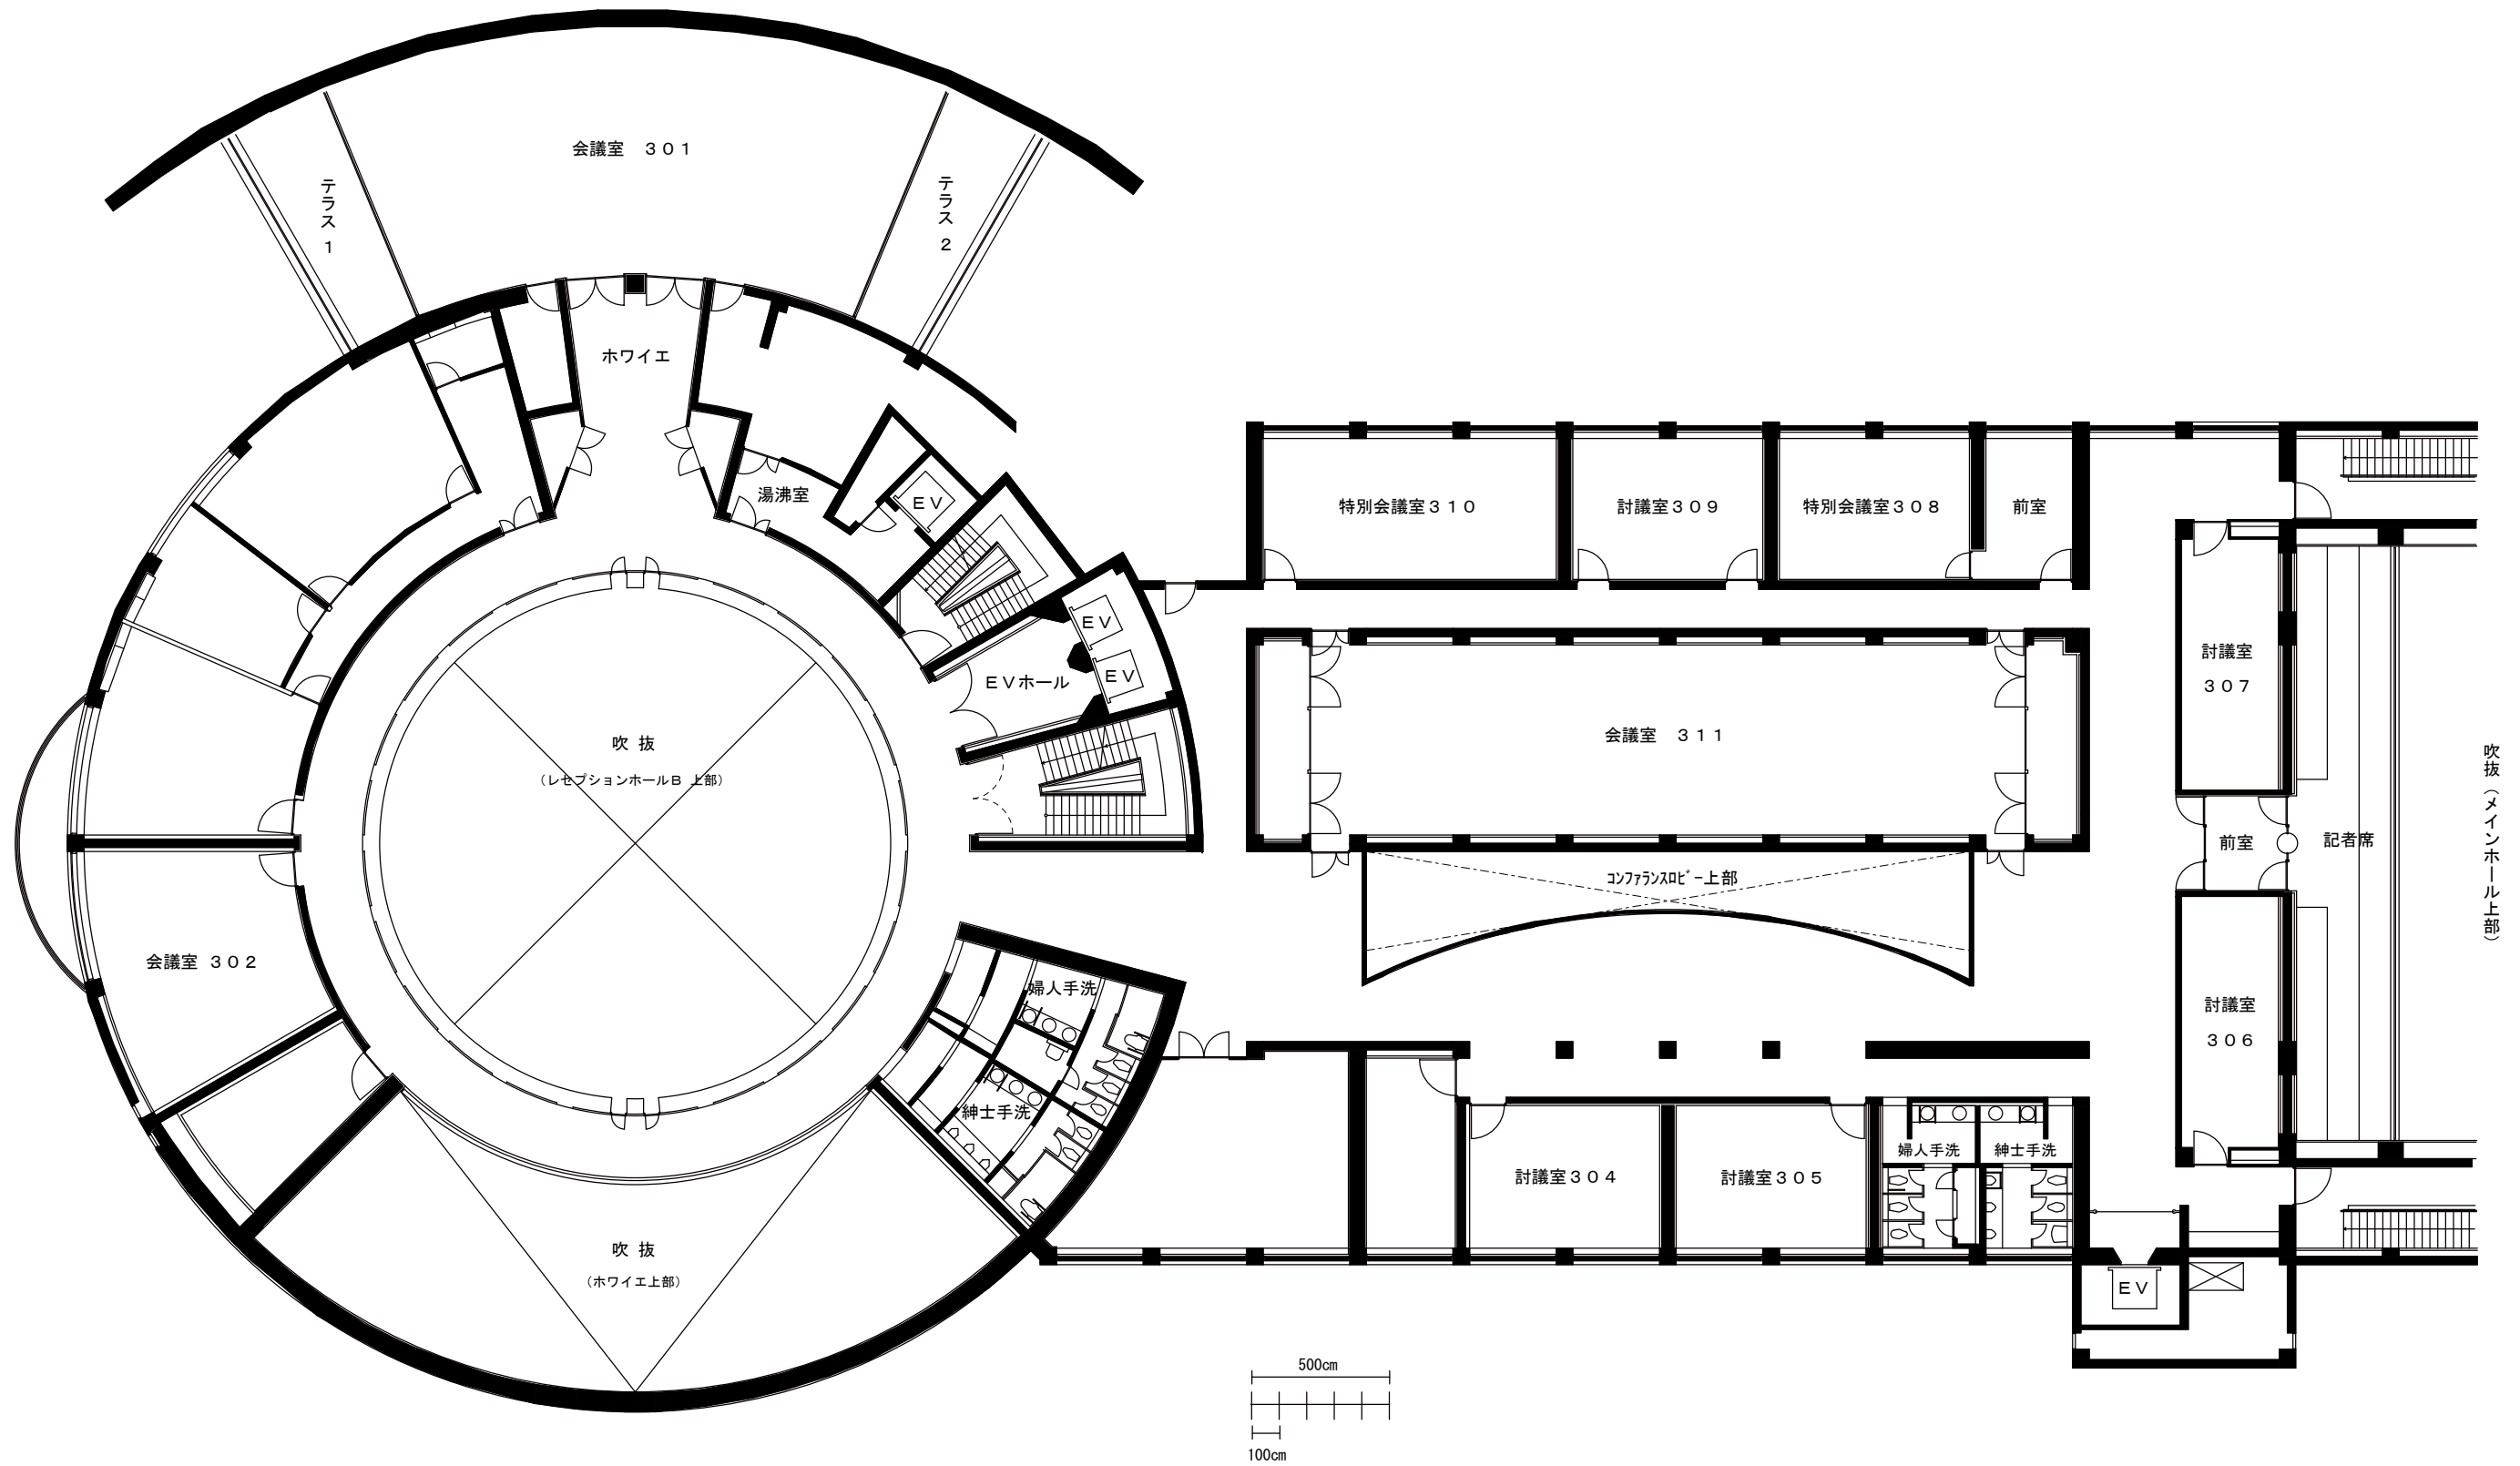 会議室　３０１
テラス１
テラス２
ホワイエ
湯沸室
ＥＶ
特別会議室３１０
討議室３０９
特別会議室３０８
前室
ＥＶ
ＥＶ
ＥＶホール
討議室
３０７
会議室　３１１
吹 抜
（レセプションホールＢ 上部）
吹抜（メインホール上部）
前室
記者席
ｺﾝﾌｧﾗﾝｽﾛﾋﾞｰ上部
会議室 ３０２
婦人手洗
討議室
３０６
紳士手洗
婦人手洗
紳士手洗
討議室３０４
討議室３０５
吹 抜
（ホワイエ上部）
ＥＶ
500cm
100cm